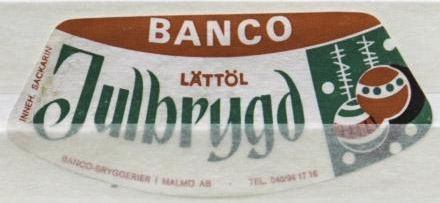 BANCO
INNEH. SACKARIN
LÄTTÖL
Julbrygd
BANCO-BRYGGERIER I MALMÖ AB - TEL. 040/94 17 16